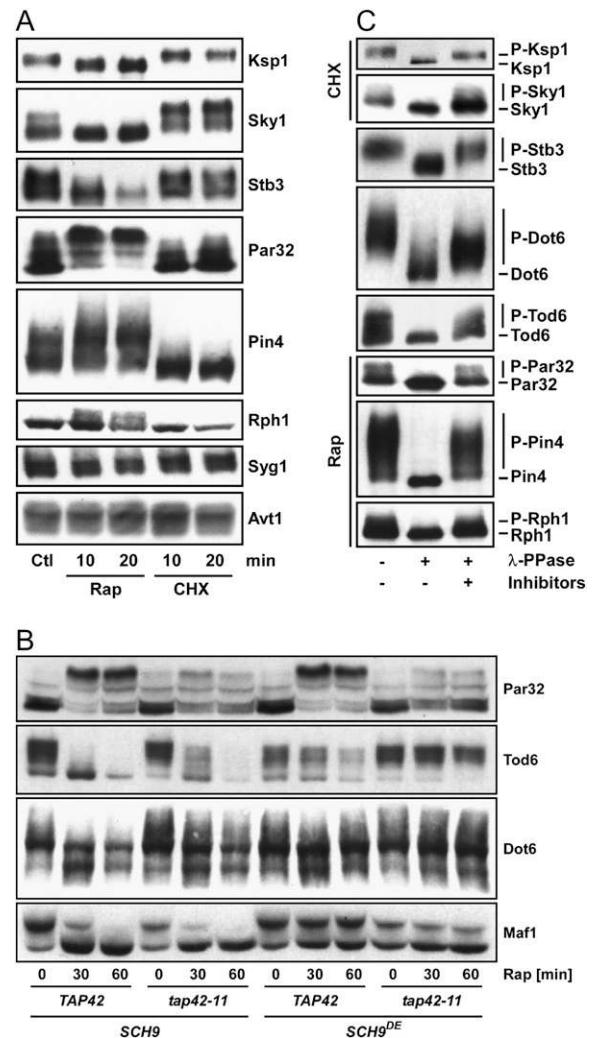 A
Ksp1
Sky1
Stb3
Par32
Pin4
Rph1
Syg1
Avt1
Ctl 10 20 10 20 min
Rap CHX
C
CHX
P-Ksp1
Ksp1
P-Sky1
Sky1
P-Stb3
Stb3
P-Dot6
Dot6
P-Tod6
Tod6
Rap
P-Par32
Par32
P-Pin4
Pin4
P-Rph1
Rph1
- + + λ-PPase
- - + Inhibitors
B
Par32
Tod6
Dot6
Maf1
0 30 60 0 30 60 0 30 60 0 30 60 Rap [min]
TAP42 tap42-11 TAP42 tap42-11
SCH9 SCH9DE